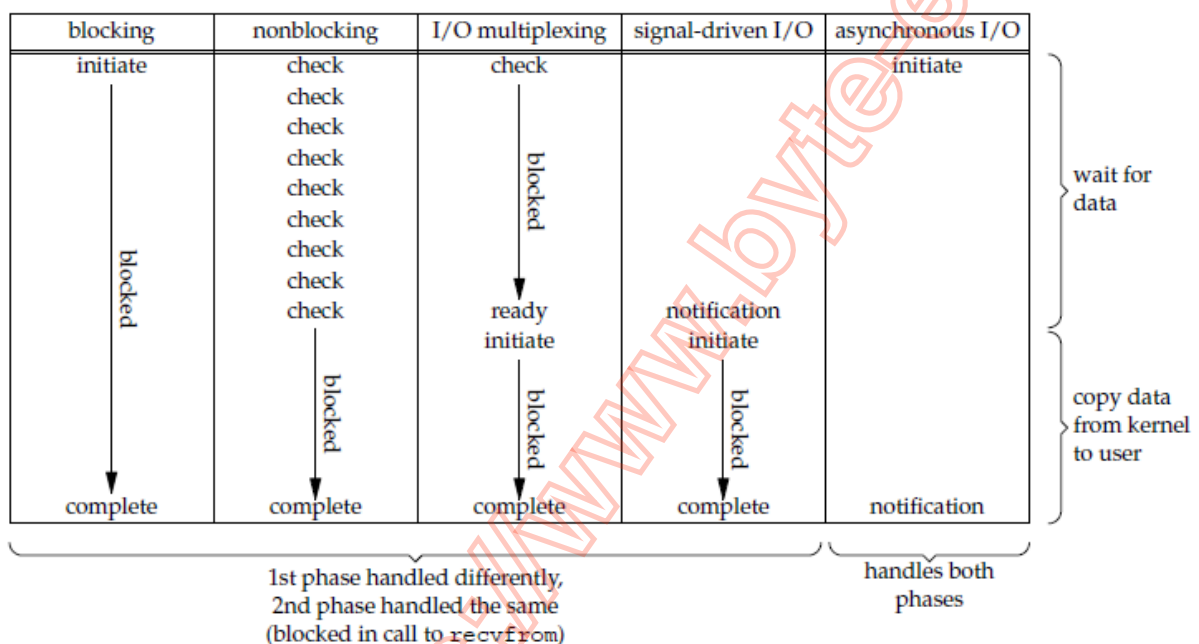 blocking nonblocking I/O multiplexing signal-driven I/O asynchronous I/O
initiate check check initiate
check
check
check
check
check
check
check
check ready notification
initiate initiate
blocked
blocked
blocked
blocked
blocked
complete complete complete complete notification
wait for
data
copy data
from kernel
to user
1st phase handled differently,
2nd phase handled the same
(blocked in call to recvfrom)
handles both
phases
://www.byte-e